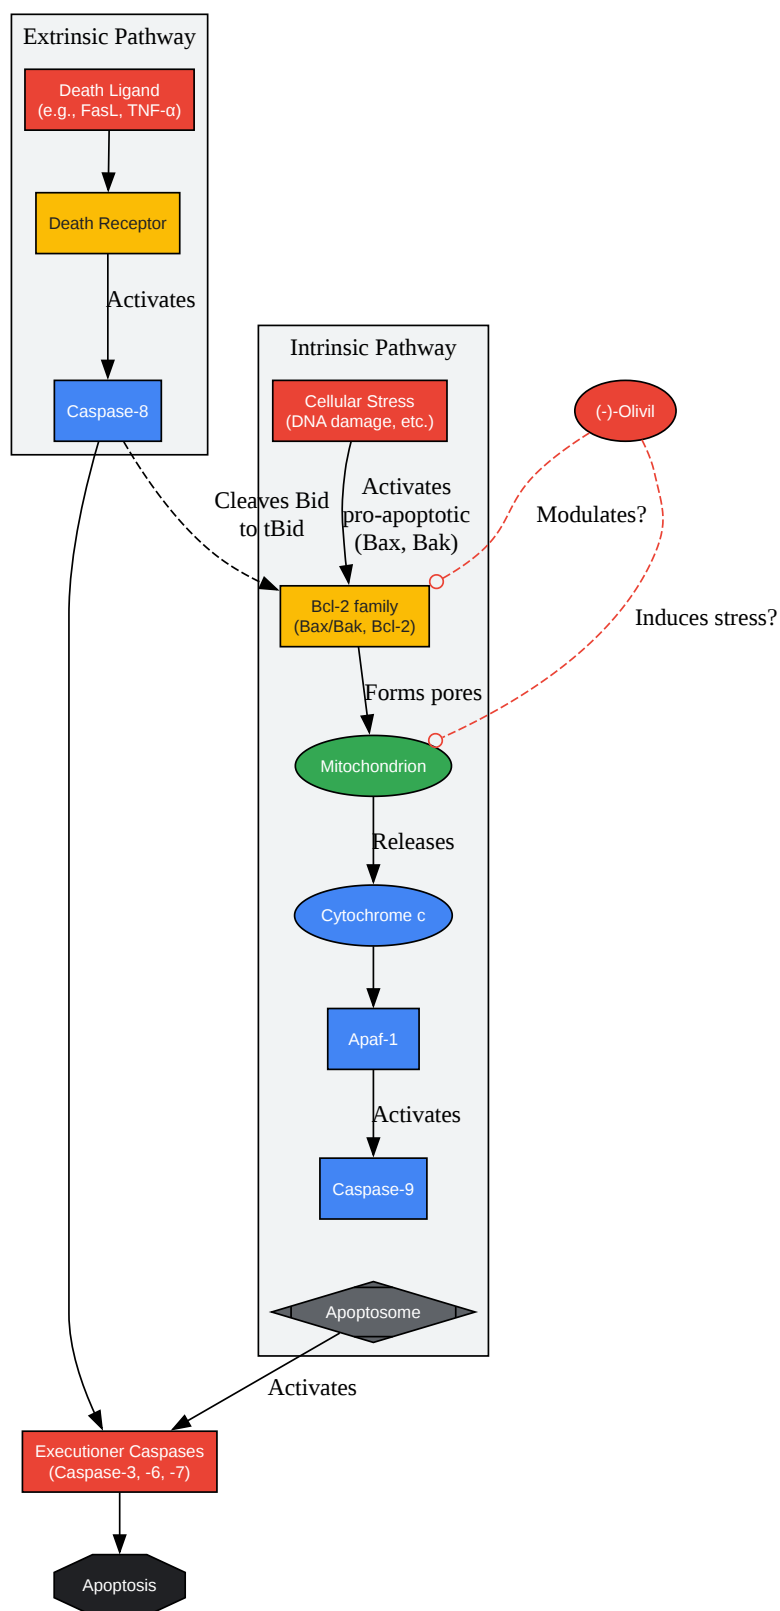 Extrinsic Pathway
Death Ligand
(e.g., FasL, TNF-α)
Death Receptor
Activates
Caspase-8
Intrinsic Pathway
Cellular Stress
(DNA damage, etc.)
(-)-Olivil
Cleaves Bid
to tBid
Activates
pro-apoptotic
(Bax, Bak)
Modulates?
Bcl-2 family
(Bax/Bak, Bcl-2)
Induces stress?
Forms pores
Mitochondrion
Releases
Cytochrome c
Apaf-1
Activates
Caspase-9
Apoptosome
Activates
Executioner Caspases
(Caspase-3, -6, -7)
Apoptosis